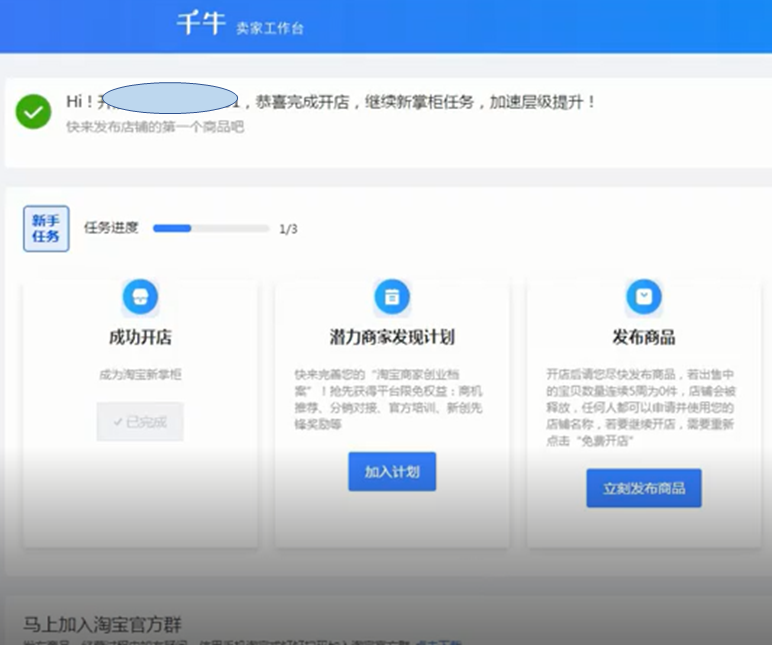 千牛 卖家工作台
Hi！开 1，恭喜完成开店，继续新掌柜任务，加速层级提升！
快来发布店铺的第一个商品吧
新手
任务
任务进度 1/3
成功开店
成为淘宝新掌柜
已完成
潜力商家发现计划
快来完善您的“淘宝商家创业档
案”！抢先获得平台限免权益：商机
推荐、分销对接、官方培训、新创先
锋奖励等
加入计划
发布商品
开店后请您尽快发布商品，若出售中
的宝贝数量连续5周为0件，店铺会被
释放，任何人都可以申请并使用您的
店铺名称，若要继续开店，需要重新
点击“免费开店”
立刻发布商品
马上加入淘宝官方群